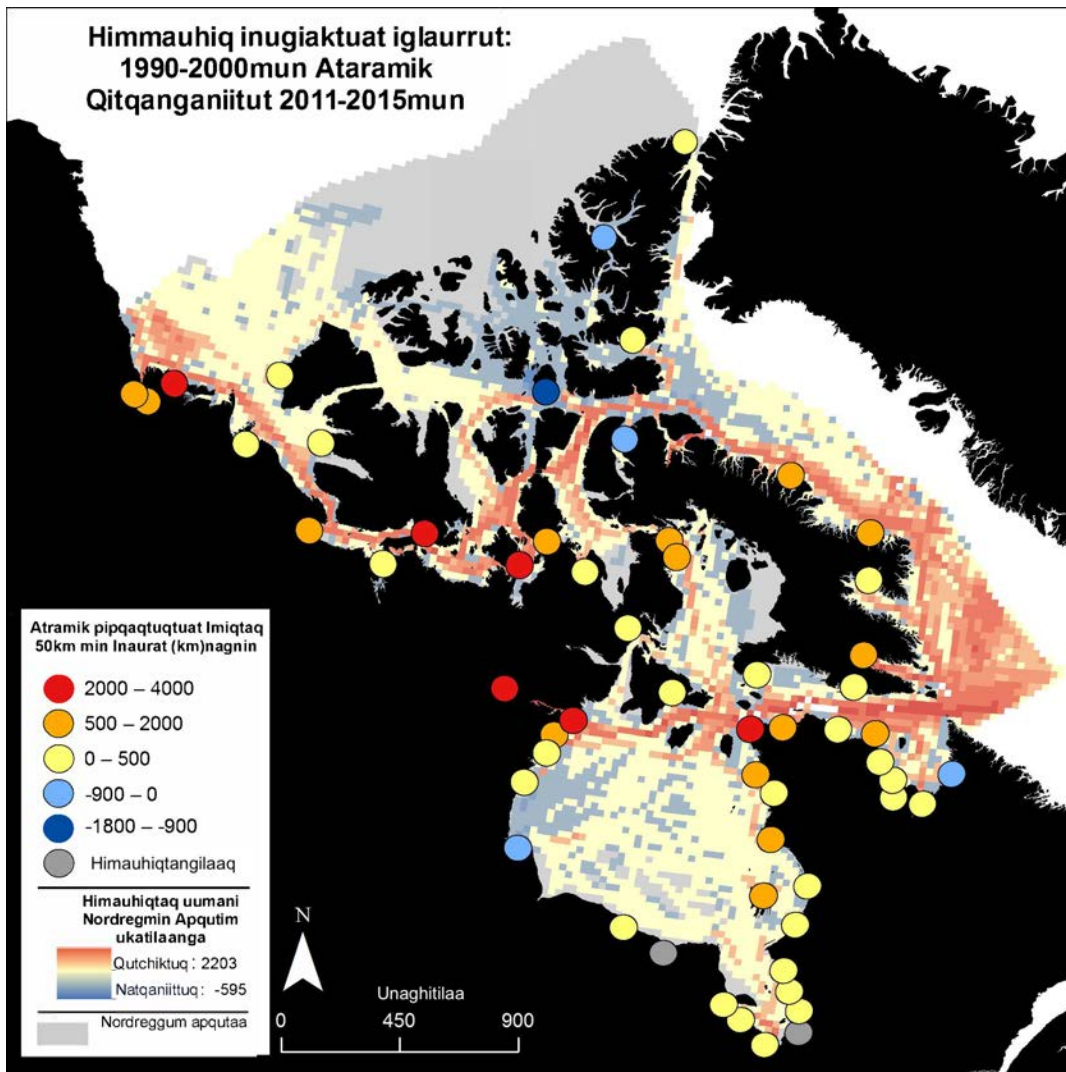 Himmauhiq inugiaktuat iglaurrut:
1990-2000mun Ataramik
Qitqanganiitut 2011-2015mun
Atramik pipqaqtuqtuat Imiqtaq
50km min Inaurat (km)nagnin
2000 – 4000
500 – 2000
0 – 500
-900 – 0
-1800 – -900
Himauhiqtangilaaq
Himauhiqtaq uumani
Nordregmin Apqutim
ukatilaanga
Qutchiktuq : 2203
Natqaniittuq: -595
Nordreggum apqutaa
N
Unaghitilaa
0 450 900